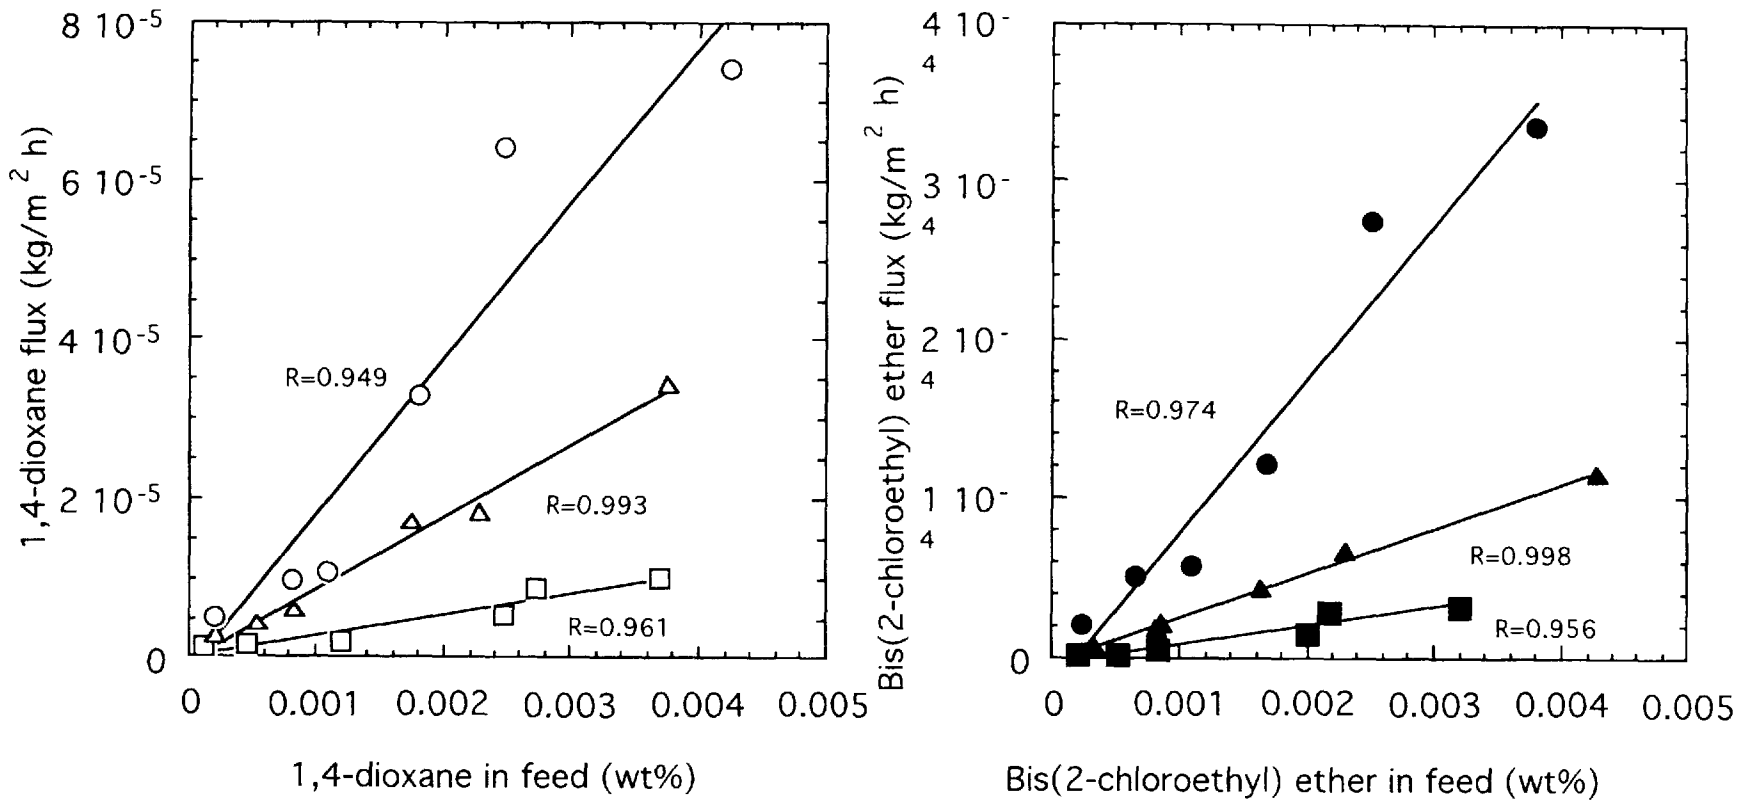 8 10-5
6 10-5
4 10-5
2 10-5
0
1,4-dioxane flux (kg/m2 h)
R=0.949
R=0.993
R=0.961
0 0.001 0.002 0.003 0.004 0.005
1,4-dioxane in feed (wt%)
4 10-
4
3 10-
4
2 10-
4
1 10-
4
0
Bis(2-chloroethyl) ether flux (kg/m2 h)
R=0.974
R=0.998
R=0.956
0 0.001 0.002 0.003 0.004 0.005
Bis(2-chloroethyl) ether in feed (wt%)